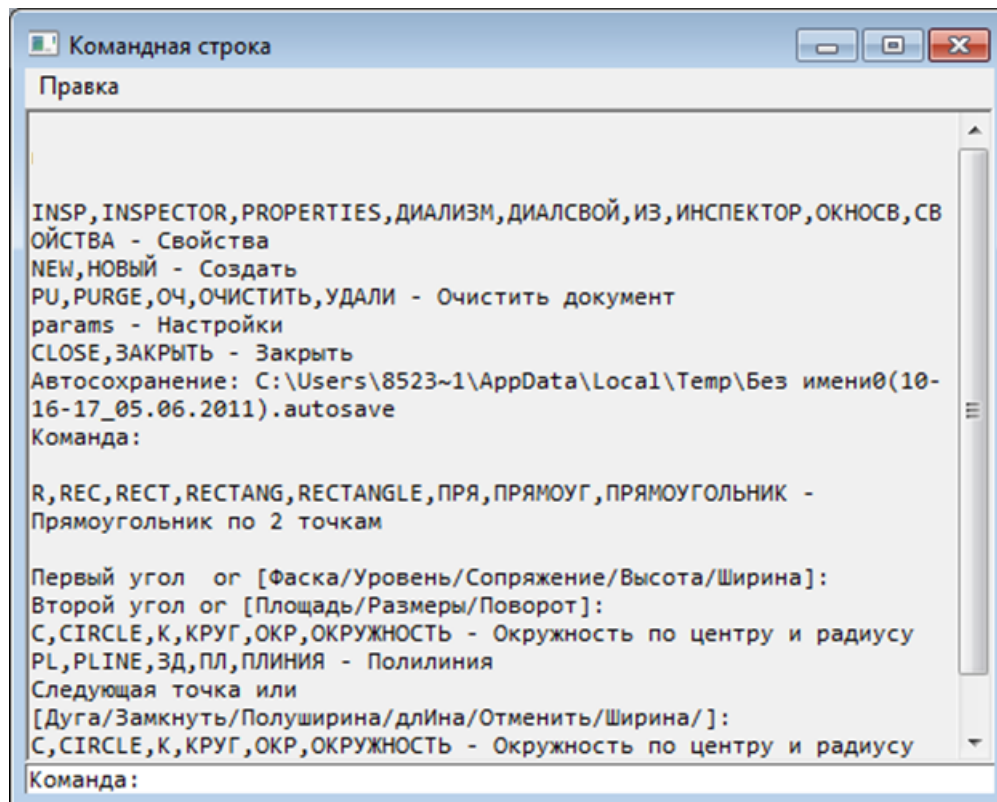 Командная строка
Правка
INSP,INSPECTOR,PROPERTIES,ДИАЛИЗМ,ДИАЛСВОЙ,ИЗ,ИНСПЕКТОР,ОКНОСВ,СВ
ОЙСТВА - Свойства
NEW,НОВЫЙ - Создать
PU,PURGE,ОЧ,ОЧИСТИТЬ,УДАЛИ - Очистить документ
params - Настройки
CLOSE,ЗАКРЫТЬ - Закрыть
Автосохранение: C:\Users\8523~1\AppData\Local\Temp\Без имени0(10-
16-17_05.06.2011).autosave
Команда:
R,REC,RECT,RECTANG,RECTANGLE,ПРЯ,ПРЯМОУГ,ПРЯМОУГОЛЬНИК -
Прямоугольник по 2 точкам
Первый угол  or [Фаска/Уровень/Сопряжение/Высота/Ширина]:
Второй угол or [Площадь/Размеры/Поворот]:
C,CIRCLE,К,КРУГ,ОКР,ОКРУЖНОСТЬ - Окружность по центру и радиусу
PL,PLINE,ЗД,ПЛ,ПЛИНИЯ - Полилиния
Следующая точка или
[Дуга/Замкнуть/Полуширина/длИна/Отменить/Ширина/]:
C,CIRCLE,К,КРУГ,ОКР,ОКРУЖНОСТЬ - Окружность по центру и радиусу
Команда: